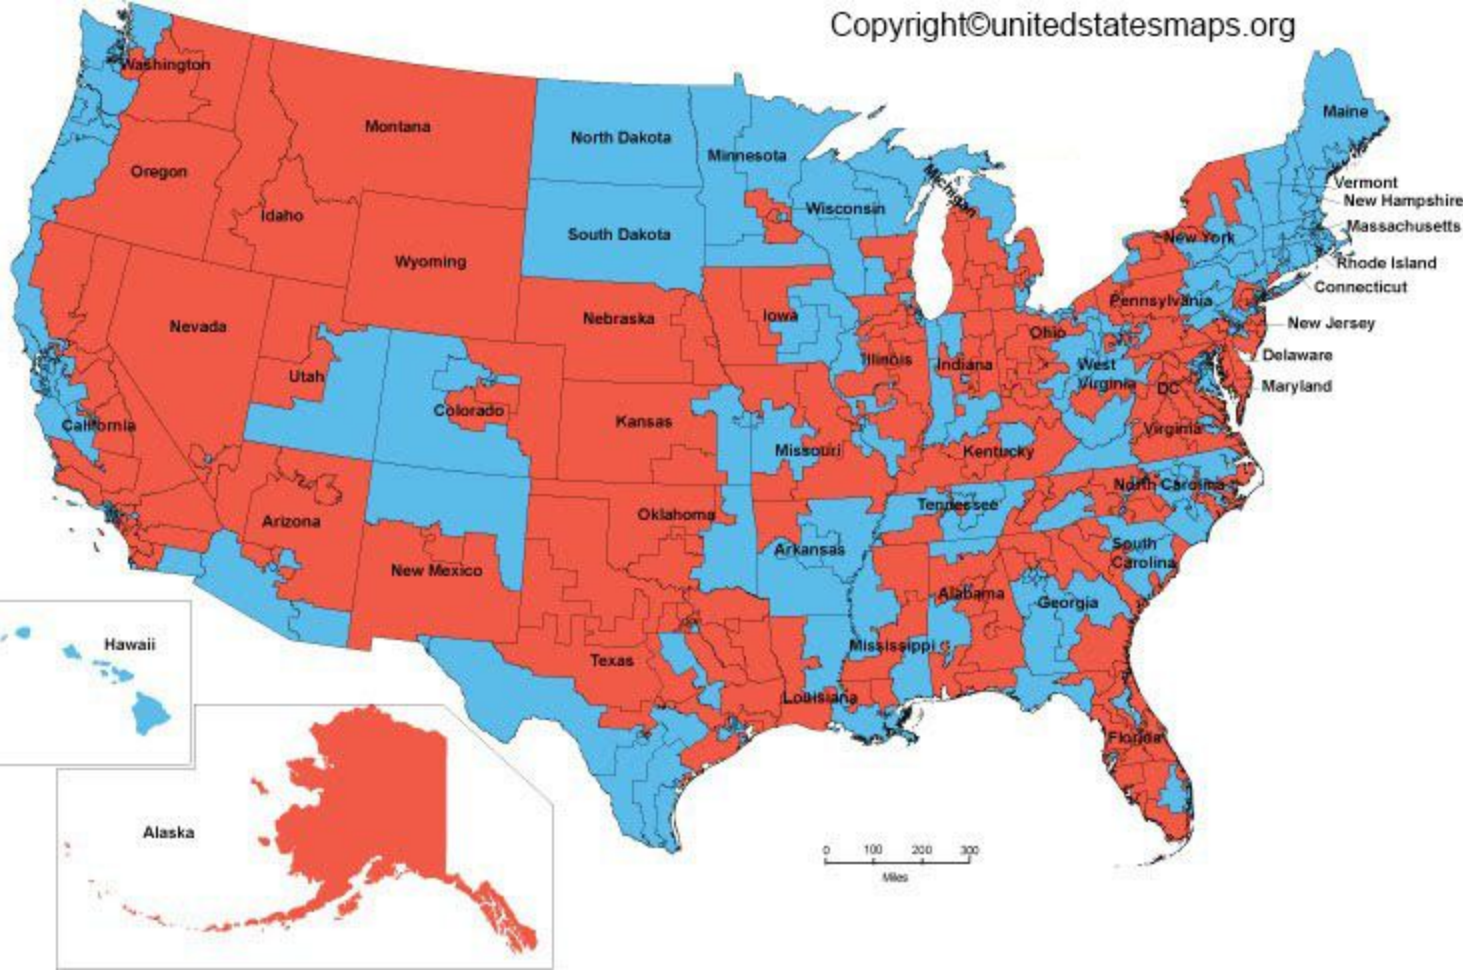 Copyright©unitedstatesmaps.org
Washington
Montana
North Dakota
Minnesota
Maine
Oregon
Idaho
Wisconsin
Michigan
Vermont
New Hampshire
Massachusetts
New York
South Dakota
Wyoming
Rhode Island
Connecticut
Nevada
Nebraska
Iowa
Pennsylvania
New Jersey
Ohio
Delaware
Illinois
Indiana
West
Virginia
DC
Maryland
Utah
Colorado
California
Kansas
Missouri
Kentucky
Virginia
North Carolina
Arizona
Oklahoma
Tennessee
New Mexico
Arkansas
South
Carolina
Alabama
Georgia
Hawaii
Texas
Mississippi
Louisiana
Florida
Alaska
0 100 200 300
Miles